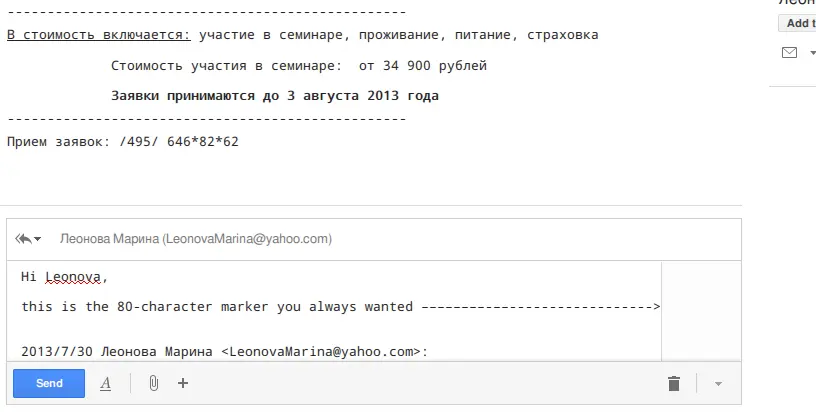 Леон
Add t
--------------------------------------------------
В стоимость включается: участие в семинаре, проживание, питание, страховка
Стоимость участия в семинаре: от 34 900 рублей
Заявки принимаются до 3 августа 2013 года
--------------------------------------------------
Прием заявок: /495/ 646*82*62
Леонова Марина (LeonovaMarina@yahoo.com)
Hi Leonova,
this is the 80-character marker you always wanted ----------------------------->
2013/7/30 Леонова Марина <LeonovaMarina@yahoo.com>:
Send